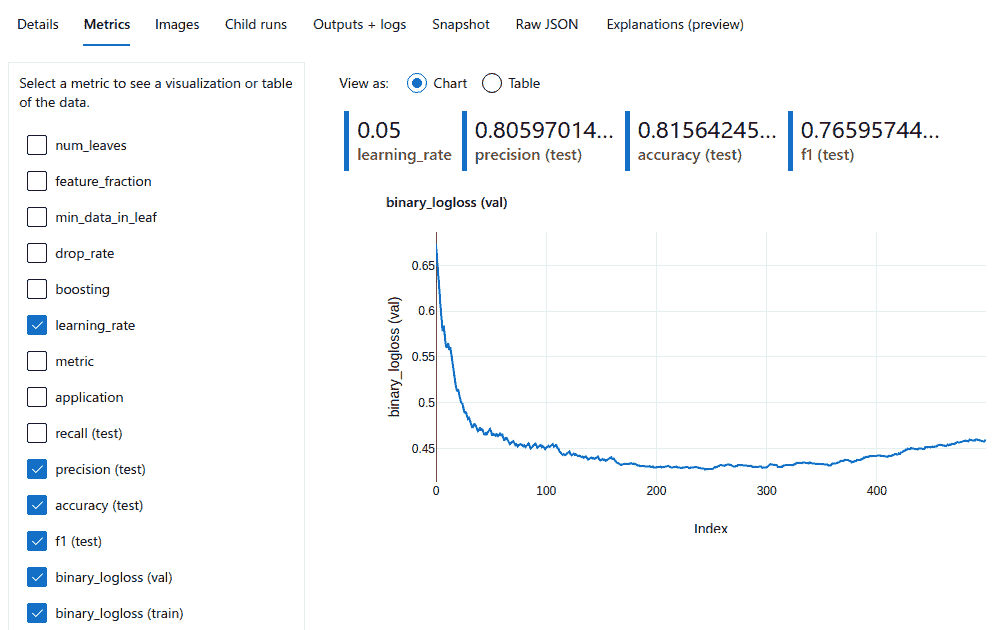 Details Metrics Images Child runs Outputs + logs Snapshot Raw JSON Explanations (preview)
Select a metric to see a visualization or table
of the data.
num_leaves
feature_fraction
min_data_in_leaf
drop_rate
boosting
learning_rate
metric
application
recall (test)
precision (test)
accuracy (test)
f1 (test)
binary_logloss (val)
binary_logloss (train)
View as: Chart Table
0.05
learning_rate
0.80597014...
precision (test)
0.81564245...
accuracy (test)
0.76595744...
f1 (test)
binary_logloss (val)
binary_logloss (val)
0.65
0.6
0.55
0.5
0.45
0 100 200 300 400
Index